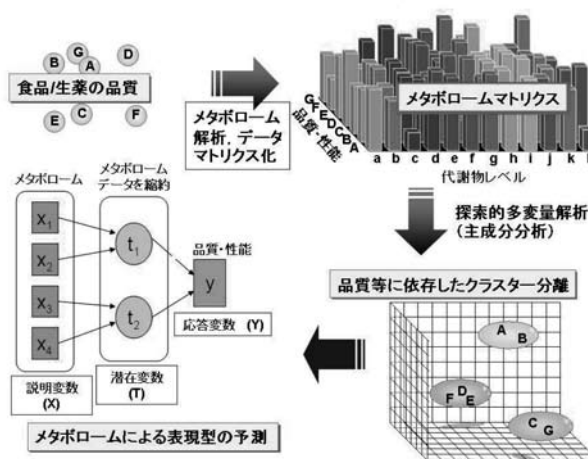 G
D
B
A
食品/生薬の品質
E
C
F
メタボローム
解析，データ
マトリクス化
メタボロームマトリクス
G
F
E
D
C
B
A
品質・性能
a b c d e f g h i j k l
代謝物レベル
探索的多変量解析
(主成分分析)
品質等に依存したクラスター分離
A
B
D
F
E
C
G
メタボローム
メタボローム
データを縮約
品質・性能
x1
x2
x3
x4
t1
t2
y
応答変数 (Y)
潜在変数
(T)
説明変数
(X)
メタボロームによる表現型の予測